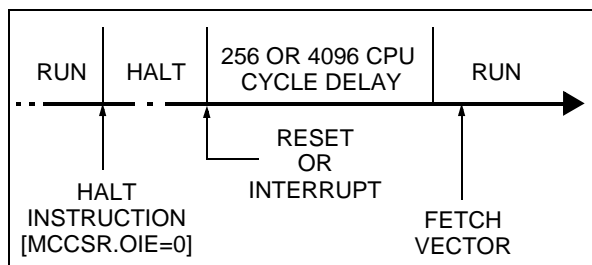 RUN
HALT
256 OR 4096 CPU
CYCLE DELAY
RUN
RESET
OR
INTERRUPT
HALT
INSTRUCTION
[MCCSR.OIE=0]
FETCH
VECTOR